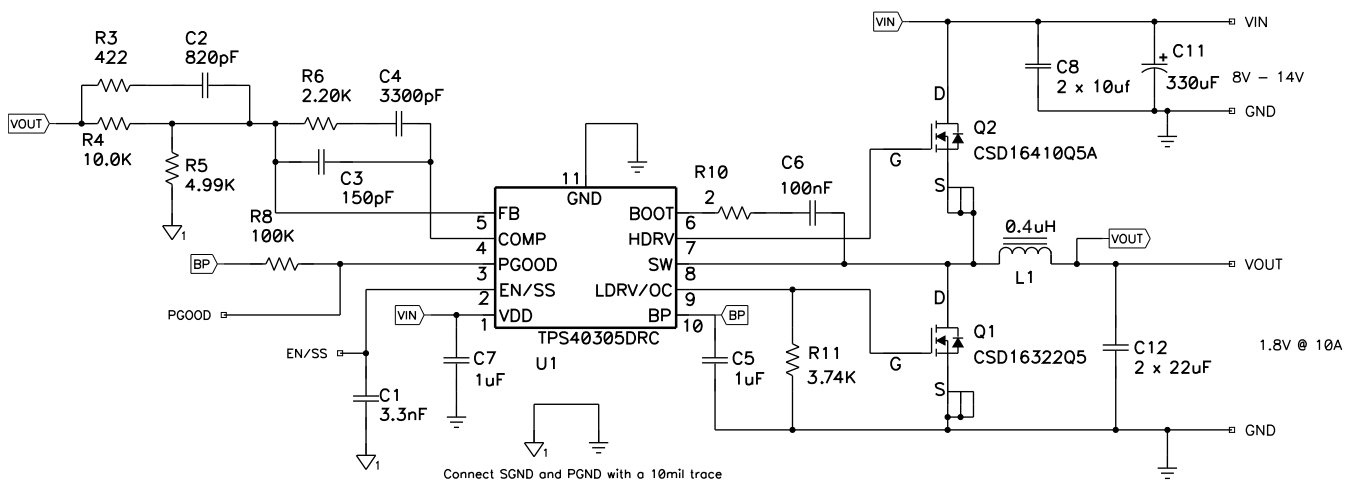 R3
422
C2
820pF
VOUT
R4
10.0K
R5
4.99K
1
R6
2.20K
C4
3300pF
C3
150pF
R8
100K
BP
PGOOD
EN/SS
C1
3.3nF
1
VIN
C7
1uF
11
GND
FB
5
COMP
4
PGOOD
3
EN/SS
2
VDD
1
BOOT
6
HDRV
7
SW
8
LDRV/OC
9
BP
10
TPS40305DRC
U1
1
Connect SGND and PGND with a 10mil trace
R10
2
C6
100nF
BP
C5
1uF
R11
3.74K
VIN
D
G
S
Q2
CSD16410Q5A
C8
2 x 10uf
+
C11
330uF
VIN
8V - 14V
GND
0.4uH
L1
VOUT
VOUT
D
G
S
Q1
CSD16322Q5
C12
2 x 22uF
1.8V @ 10A
GND